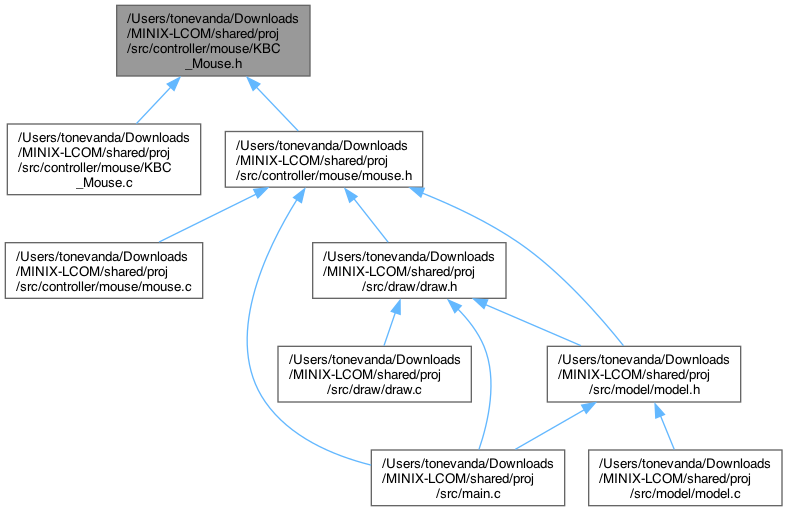 /Users/tonevanda/Downloads
/MINIX-LCOM/shared/proj
/src/controller/mouse/KBC
_Mouse.h
/Users/tonevanda/Downloads
/MINIX-LCOM/shared/proj
/src/controller/mouse/KBC
_Mouse.c
/Users/tonevanda/Downloads
/MINIX-LCOM/shared/proj
/src/controller/mouse/mouse.h
/Users/tonevanda/Downloads
/MINIX-LCOM/shared/proj
/src/controller/mouse/mouse.c
/Users/tonevanda/Downloads
/MINIX-LCOM/shared/proj
/src/draw/draw.h
/Users/tonevanda/Downloads
/MINIX-LCOM/shared/proj
/src/draw/draw.c
/Users/tonevanda/Downloads
/MINIX-LCOM/shared/proj
/src/model/model.h
/Users/tonevanda/Downloads
/MINIX-LCOM/shared/proj
/src/main.c
/Users/tonevanda/Downloads
/MINIX-LCOM/shared/proj
/src/model/model.c